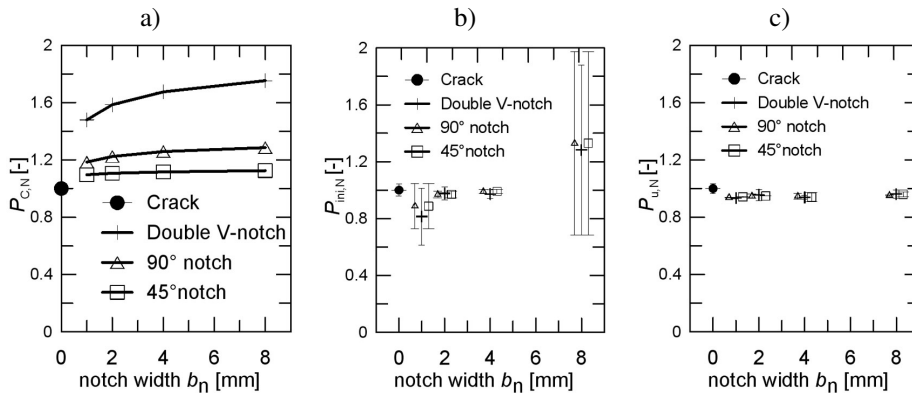 a)
2
1.6
1.2
0.8
0.4
0
P_C,N [-]
Crack
Double V-notch
90° notch
45°notch
0 2 4 6 8
notch width b_n [mm]
b)
2
1.6
1.2
0.8
0.4
0
P_ini,N [-]
Crack
Double V-notch
90° notch
45°notch
0 2 4 6 8
notch width b_n [mm]
c)
2
1.6
1.2
0.8
0.4
0
P_u,N [-]
Crack
Double V-notch
90° notch
45°notch
0 2 4 6 8
notch width b_n [mm]